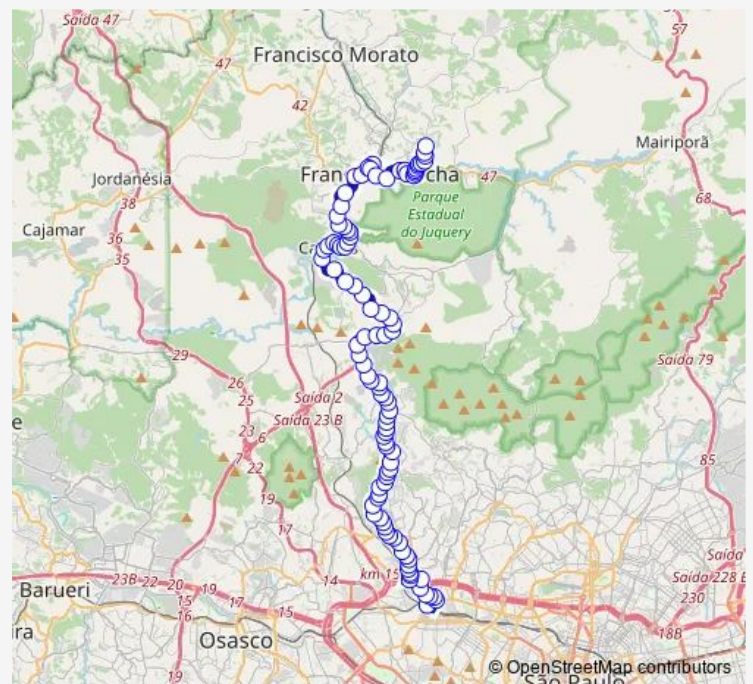 Saída 47
57
Francisco Morato
47
42
Mairiporã
Fran
cha
47
Jordanésia
Parque
Estadual
do Juquery
68
38
Cajamar
36
Ca
35
29
Saída 79
26
Saída 2
25
Saída 23 B
e
23
6
7
22
85
19
17
Saída
km 15
14
Saída 228 B
23B
22
20
19
Barueri
17
230
15
15
16
18B
ira
Osasco
19
© OpenStreetMap contributors
São Paulo